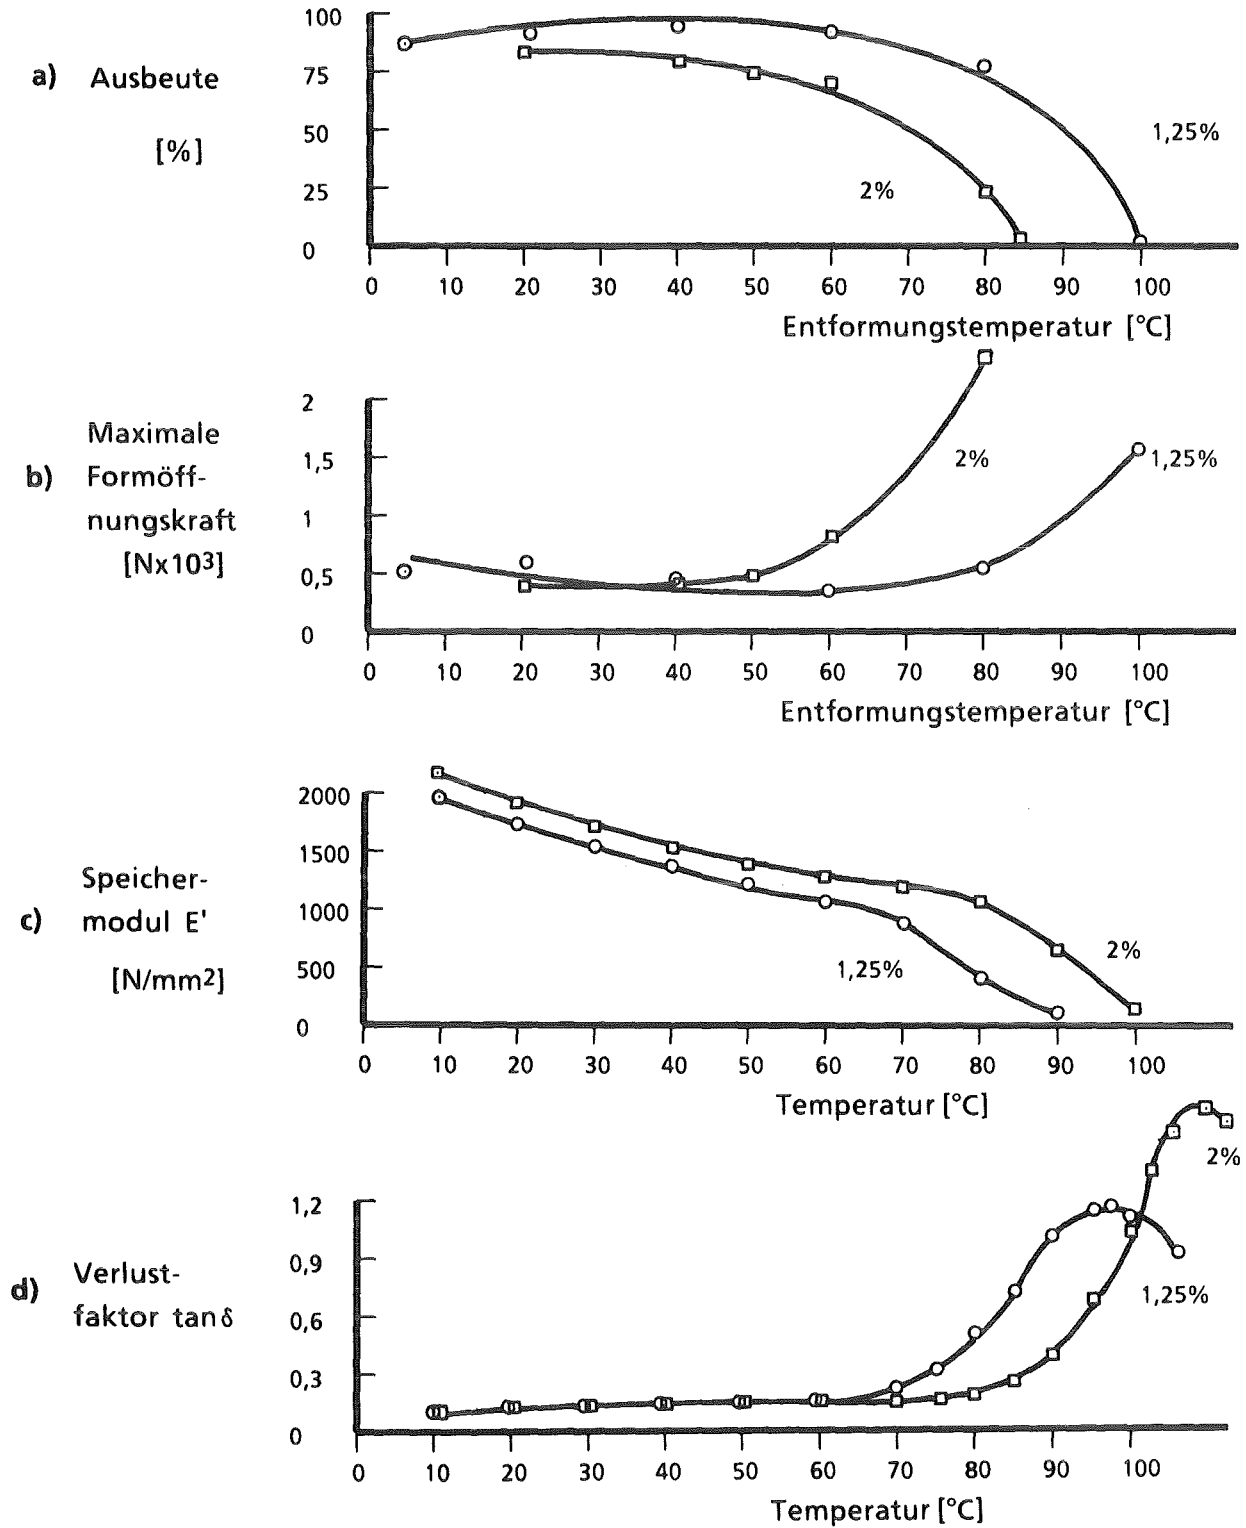 100
a) Ausbeute
75
[%]
50
1,25%
25
2%
0
0 10 20 30 40 50 60 70 80 90 100
Entformungstemperatur [°C]
2
Maximale
1,5
b) Formöff-
2%
1,25%
nungskraft
1
[Nx10³]
0,5
0
0 10 20 30 40 50 60 70 80 90 100
Entformungstemperatur [°C]
2000
1500
Speicher-
c) modul E'
1000
2%
[N/mm2]
500
1,25%
0
0 10 20 30 40 50 60 70 80 90 100
Temperatur [°C]
2%
1,2
Verlust-
0,9
d)
1,25%
faktor tan δ
0,6
0,3
0
0 10 20 30 40 50 60 70 80 90 100
Temperatur [°C]